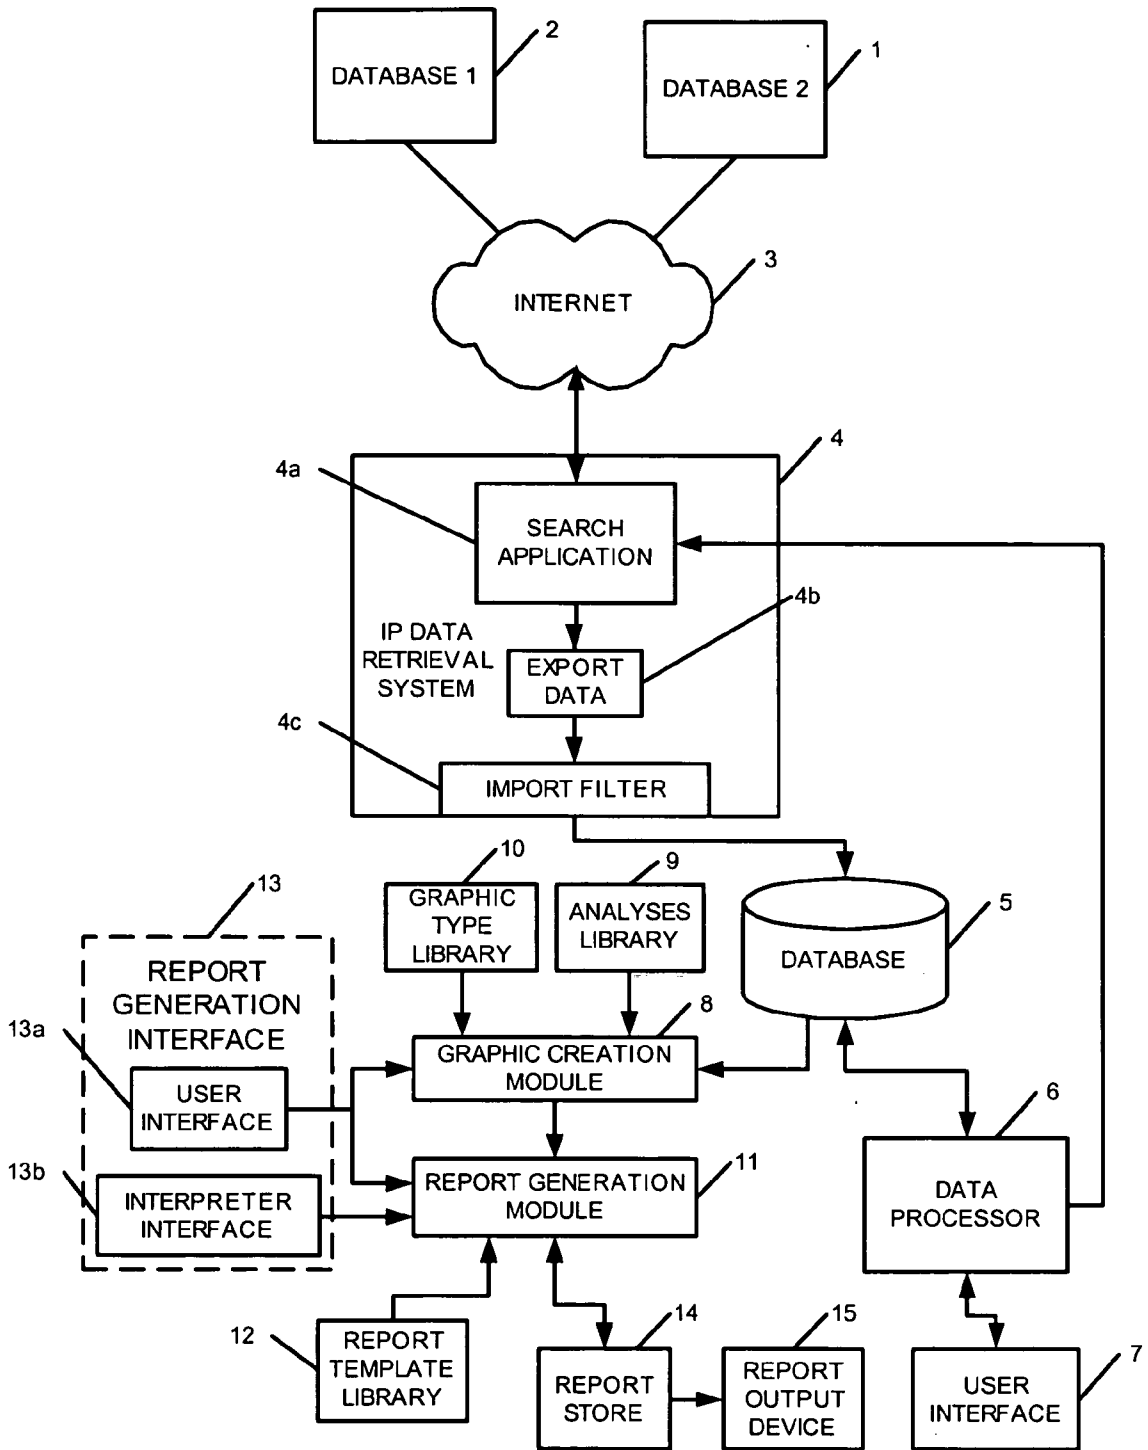 2
1
DATABASE 1
DATABASE 2
3
INTERNET
4
4a
SEARCH
APPLICATION
4b
IP DATA
RETRIEVAL
SYSTEM
EXPORT
DATA
4c
IMPORT FILTER
10
9
13
GRAPHIC
TYPE
LIBRARY
ANALYSES
LIBRARY
5
DATABASE
REPORT
GENERATION
INTERFACE
8
13a
GRAPHIC CREATION
MODULE
USER
INTERFACE
6
13b
11
REPORT GENERATION
MODULE
INTERPRETER
INTERFACE
DATA
PROCESSOR
12
14
15
REPORT
TEMPLATE
LIBRARY
REPORT
STORE
REPORT
OUTPUT
DEVICE
7
USER
INTERFACE